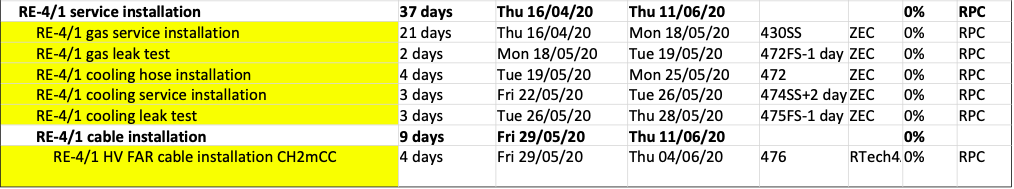 RE-4/1 service installation 37 days Thu 16/04/20 Thu 11/06/20 0% RPC
RE-4/1 gas service installation 21 days Thu 16/04/20 Mon 18/05/20 430SS ZEC 0% RPC
RE-4/1 gas leak test 2 days Mon 18/05/20 Tue 19/05/20 472FS-1 day ZEC 0% RPC
RE-4/1 cooling hose installation 4 days Tue 19/05/20 Mon 25/05/20 472 ZEC 0% RPC
RE-4/1 cooling service installation 3 days Fri 22/05/20 Tue 26/05/20 474SS+2 day ZEC 0% RPC
RE-4/1 cooling leak test 3 days Tue 26/05/20 Thu 28/05/20 475FS-1 day ZEC 0% RPC
RE-4/1 cable installation 9 days Fri 29/05/20 Thu 11/06/20 0%
RE-4/1 HV FAR cable installation CH2mCC 4 days Fri 29/05/20 Thu 04/06/20 476 RTech4 0% RPC